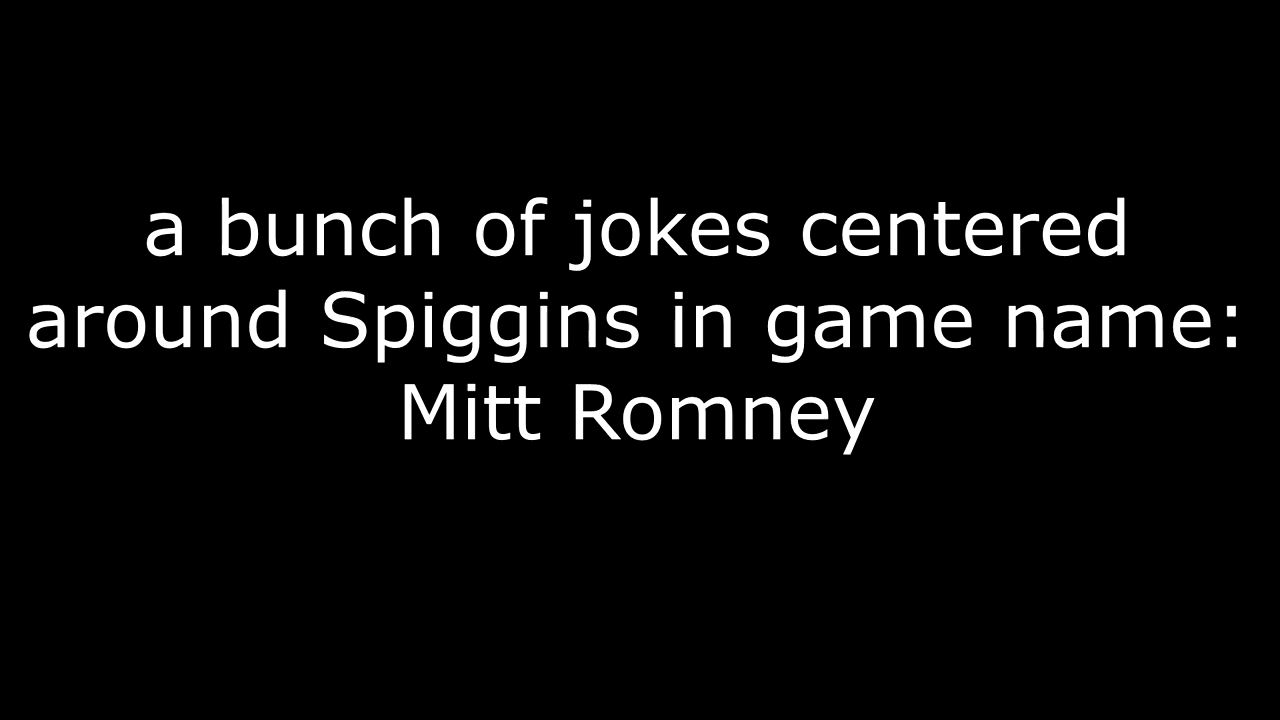 a bunch of jokes centered
around Spiggins in game name:
Mitt Romney